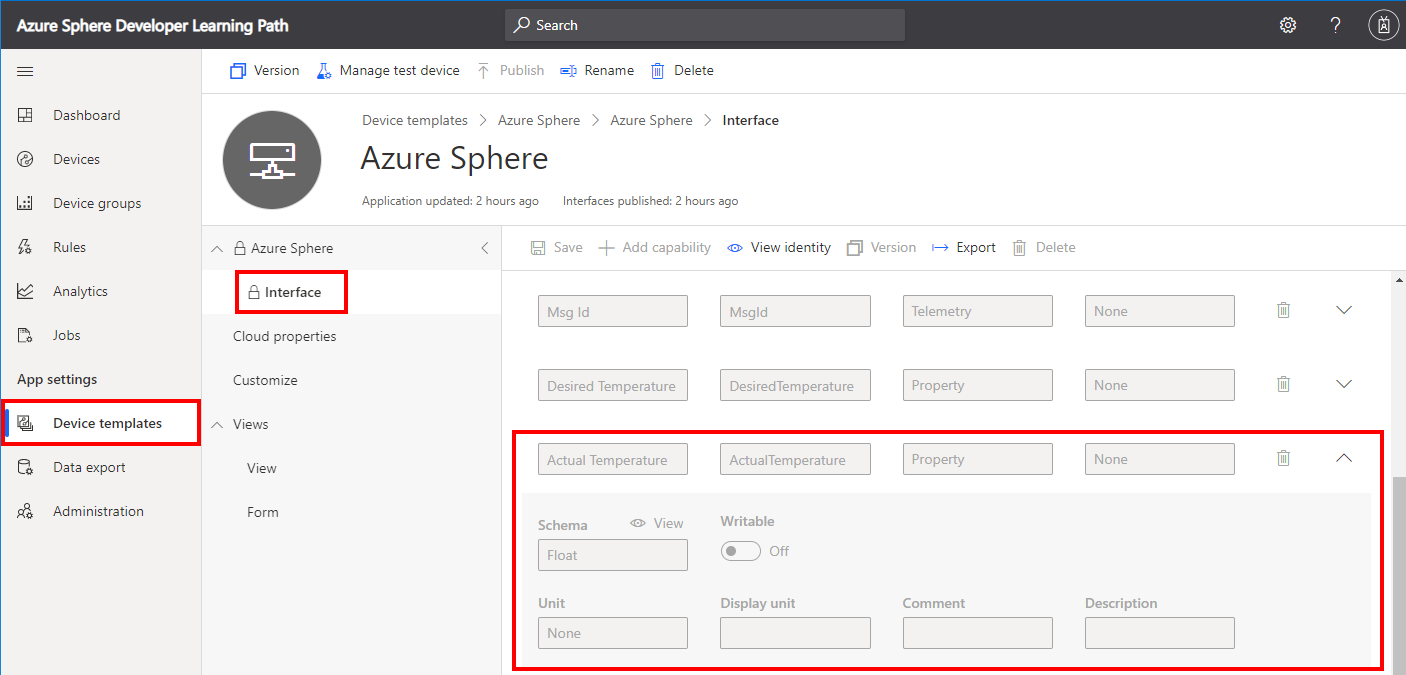 Azure Sphere Developer Learning Path
Search
?
Version
Manage test device
Publish
Rename
Delete
Dashboard
Devices
Device groups
Rules
Analytics
Jobs
App settings
Device templates
Data export
Administration
Device templates > Azure Sphere > Azure Sphere > Interface
Azure Sphere
Application updated: 2 hours ago Interfaces published: 2 hours ago
Azure Sphere
Interface
Cloud properties
Customize
Views
View
Form
Save Add capability View identity Version Export Delete
Msg Id MsgId Telemetry None
Desired Temperature DesiredTemperature Property None
Actual Temperature ActualTemperature Property None
Schema View Writable
Float Off
Unit Display unit Comment Description
None